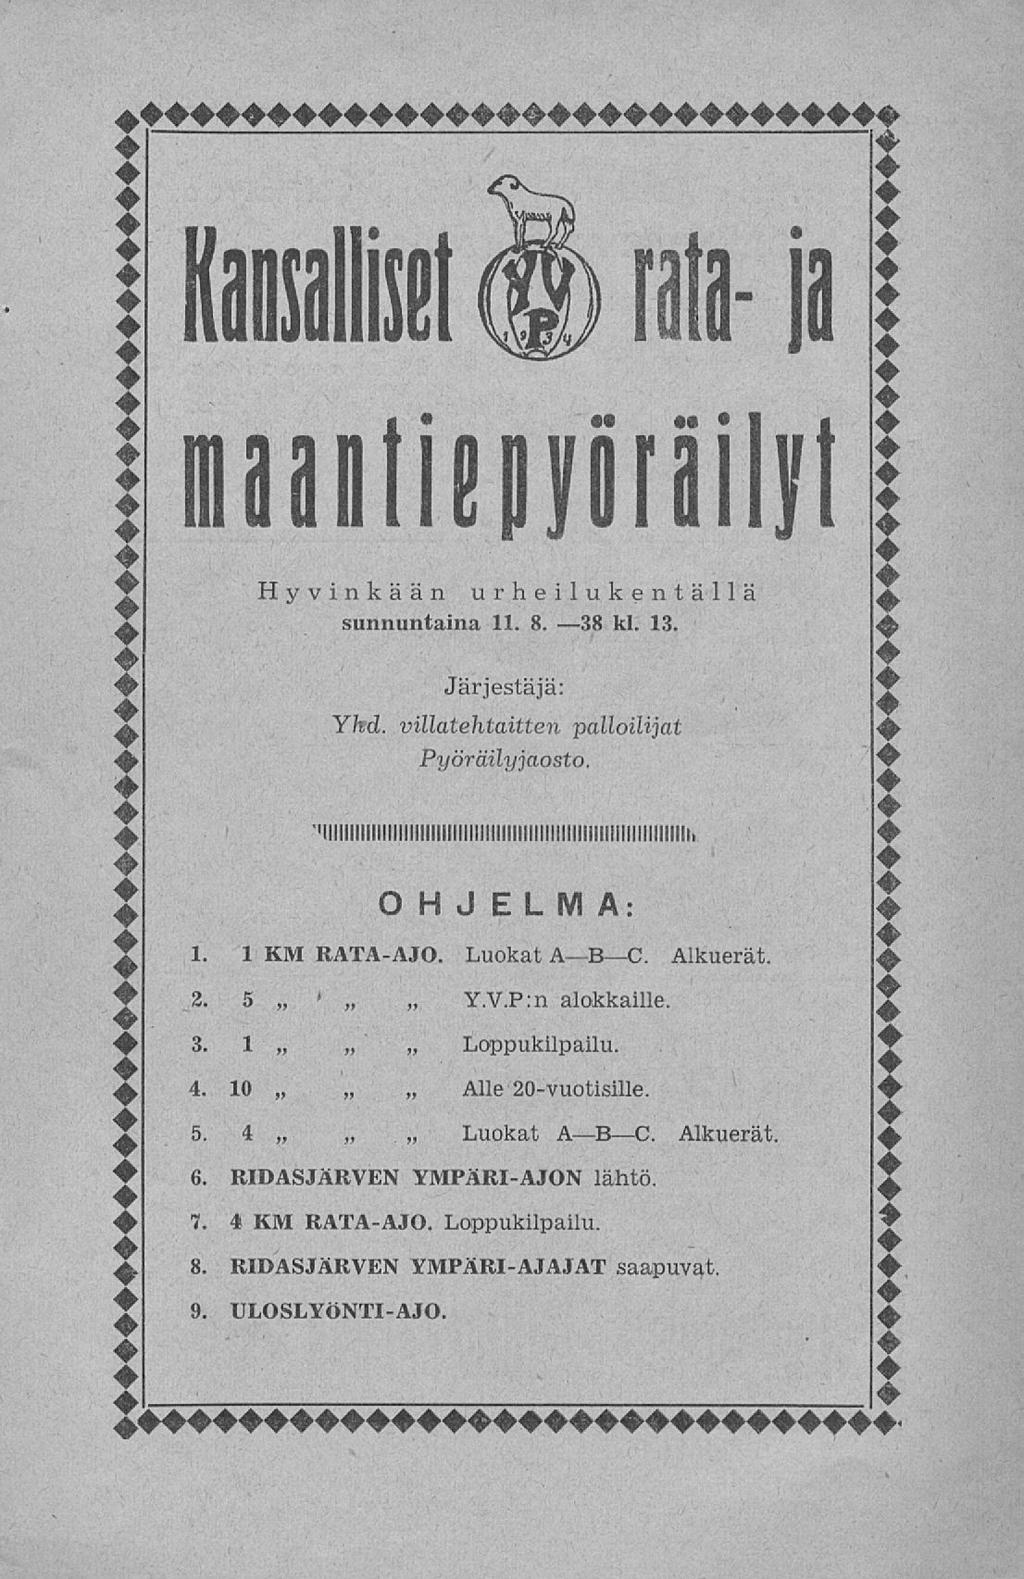 Kansalliset YVP 1934 rata- ja
maantiepyöräilyt
Hyvinkään urheilukentällä
sunnuntaina 11. 8. —38 kl. 13.
Järjestäjä:
Yhd. villatehtaitten palloilijat
Pyöräilyjaosto.
OHJELMA:
1. 1 KM RATA-AJO. Luokat A—B—C. Alkuerät.
2. 5 „ „ „ Y.V.P:n alokkaille.
3. 1 „ „ „ Loppukilpailu.
4. 10 „ „ „ Alle 20-vuotisille.
5. 4 „ „ „ Luokat A—B—C. Alkuerät.
6. RIDASJÄRVEN YMPÄRI-AJON lähtö.
7. 4 KM RATA-AJO. Loppukilpailu.
8. RIDASJÄRVEN YMPÄRI-AJAJAT saapuvat.
9. ULOSLYÖNTI-AJO.